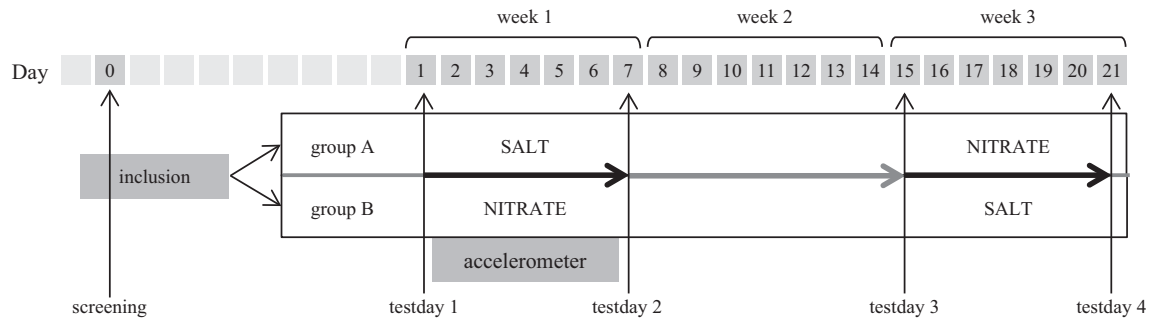 week 1 week 2 week 3
Day 0 1 2 3 4 5 6 7 8 9 10 11 12 13 14 15 16 17 18 19 20 21
group A SALT NITRATE
inclusion
group B NITRATE SALT
accelerometer
screening testday 1 testday 2 testday 3 testday 4